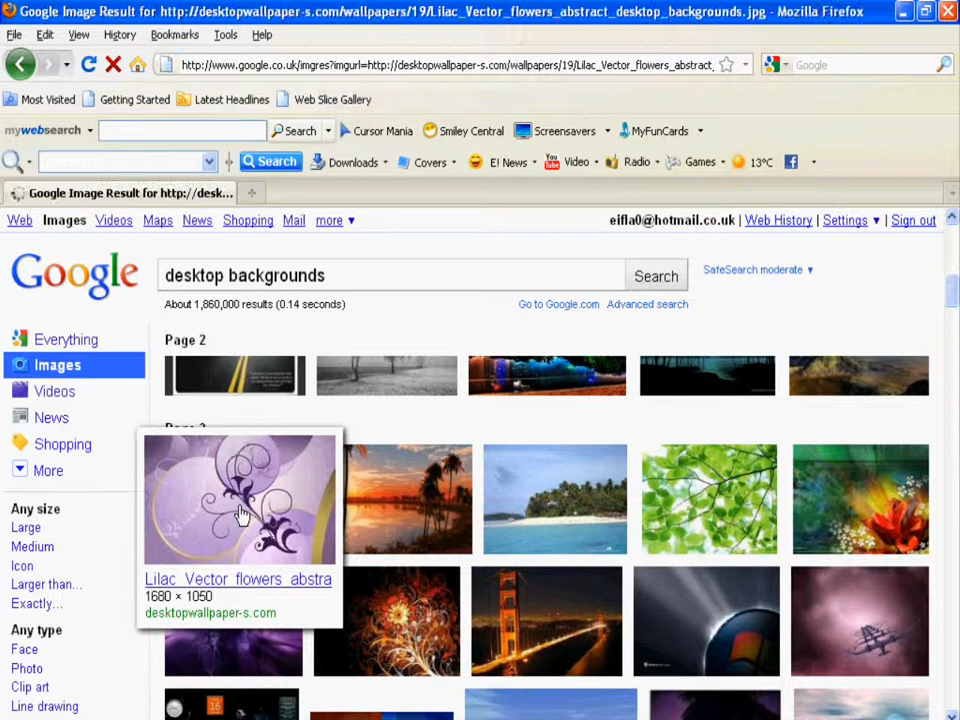 Google Image Result for http://desktopwallpaper-s.com/wallpapers/19/Lilac_Vector_flowers_abstract_desktop_backgrounds.jpg - Mozilla Firefox
File Edit View History Bookmarks Tools Help
http://www.google.co.uk/imgres?imgurl=http://desktopwallpaper-s.com/wallpapers/19/Lilac_Vector_flowers_abstract_
Google
Most Visited Getting Started Latest Headlines Web Slice Gallery
mywebsearch Search Cursor Mania Smiley Central Screensavers MyFunCards
Search Downloads Covers E! News Video Radio Games 13°C
Google Image Result for http://desk...
Web Images Videos Maps News Shopping Mail more eifla0@hotmail.co.uk | Web History | Settings | Sign out
Google
desktop backgrounds Search SafeSearch moderate
About 1,860,000 results (0.14 seconds) Go to Google.com Advanced search
Everything
Images
Videos
News
Shopping
More
Any size
Large
Medium
Icon
Larger than...
Exactly...
Any type
Face
Photo
Clip art
Line drawing
Page 2
Lilac Vector flowers abstra
1680 × 1050
desktopwallpaper-s.com